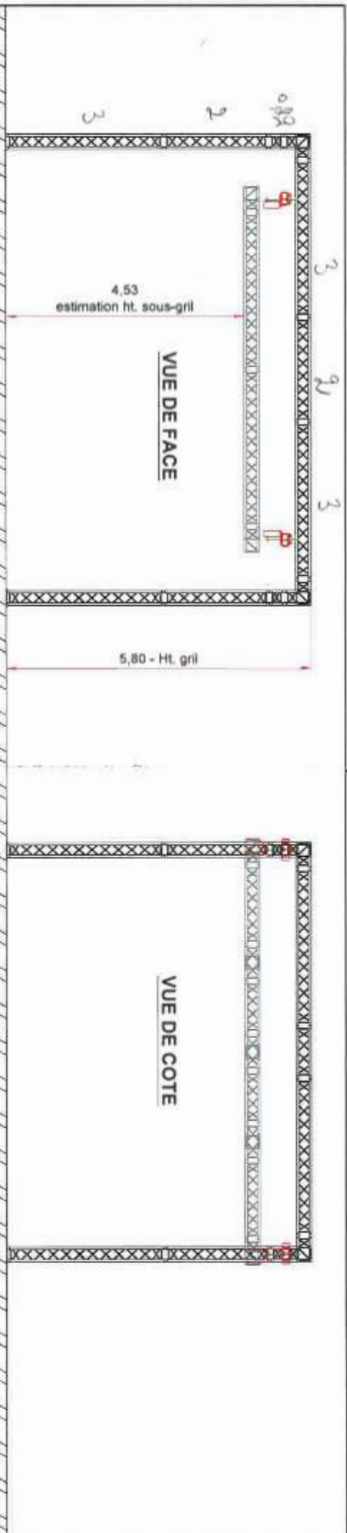 3
2
0,82
3
2
3
4,53
estimation ht. sous-gril
VUE DE FACE
5,80 - Ht. gril
VUE DE COTE